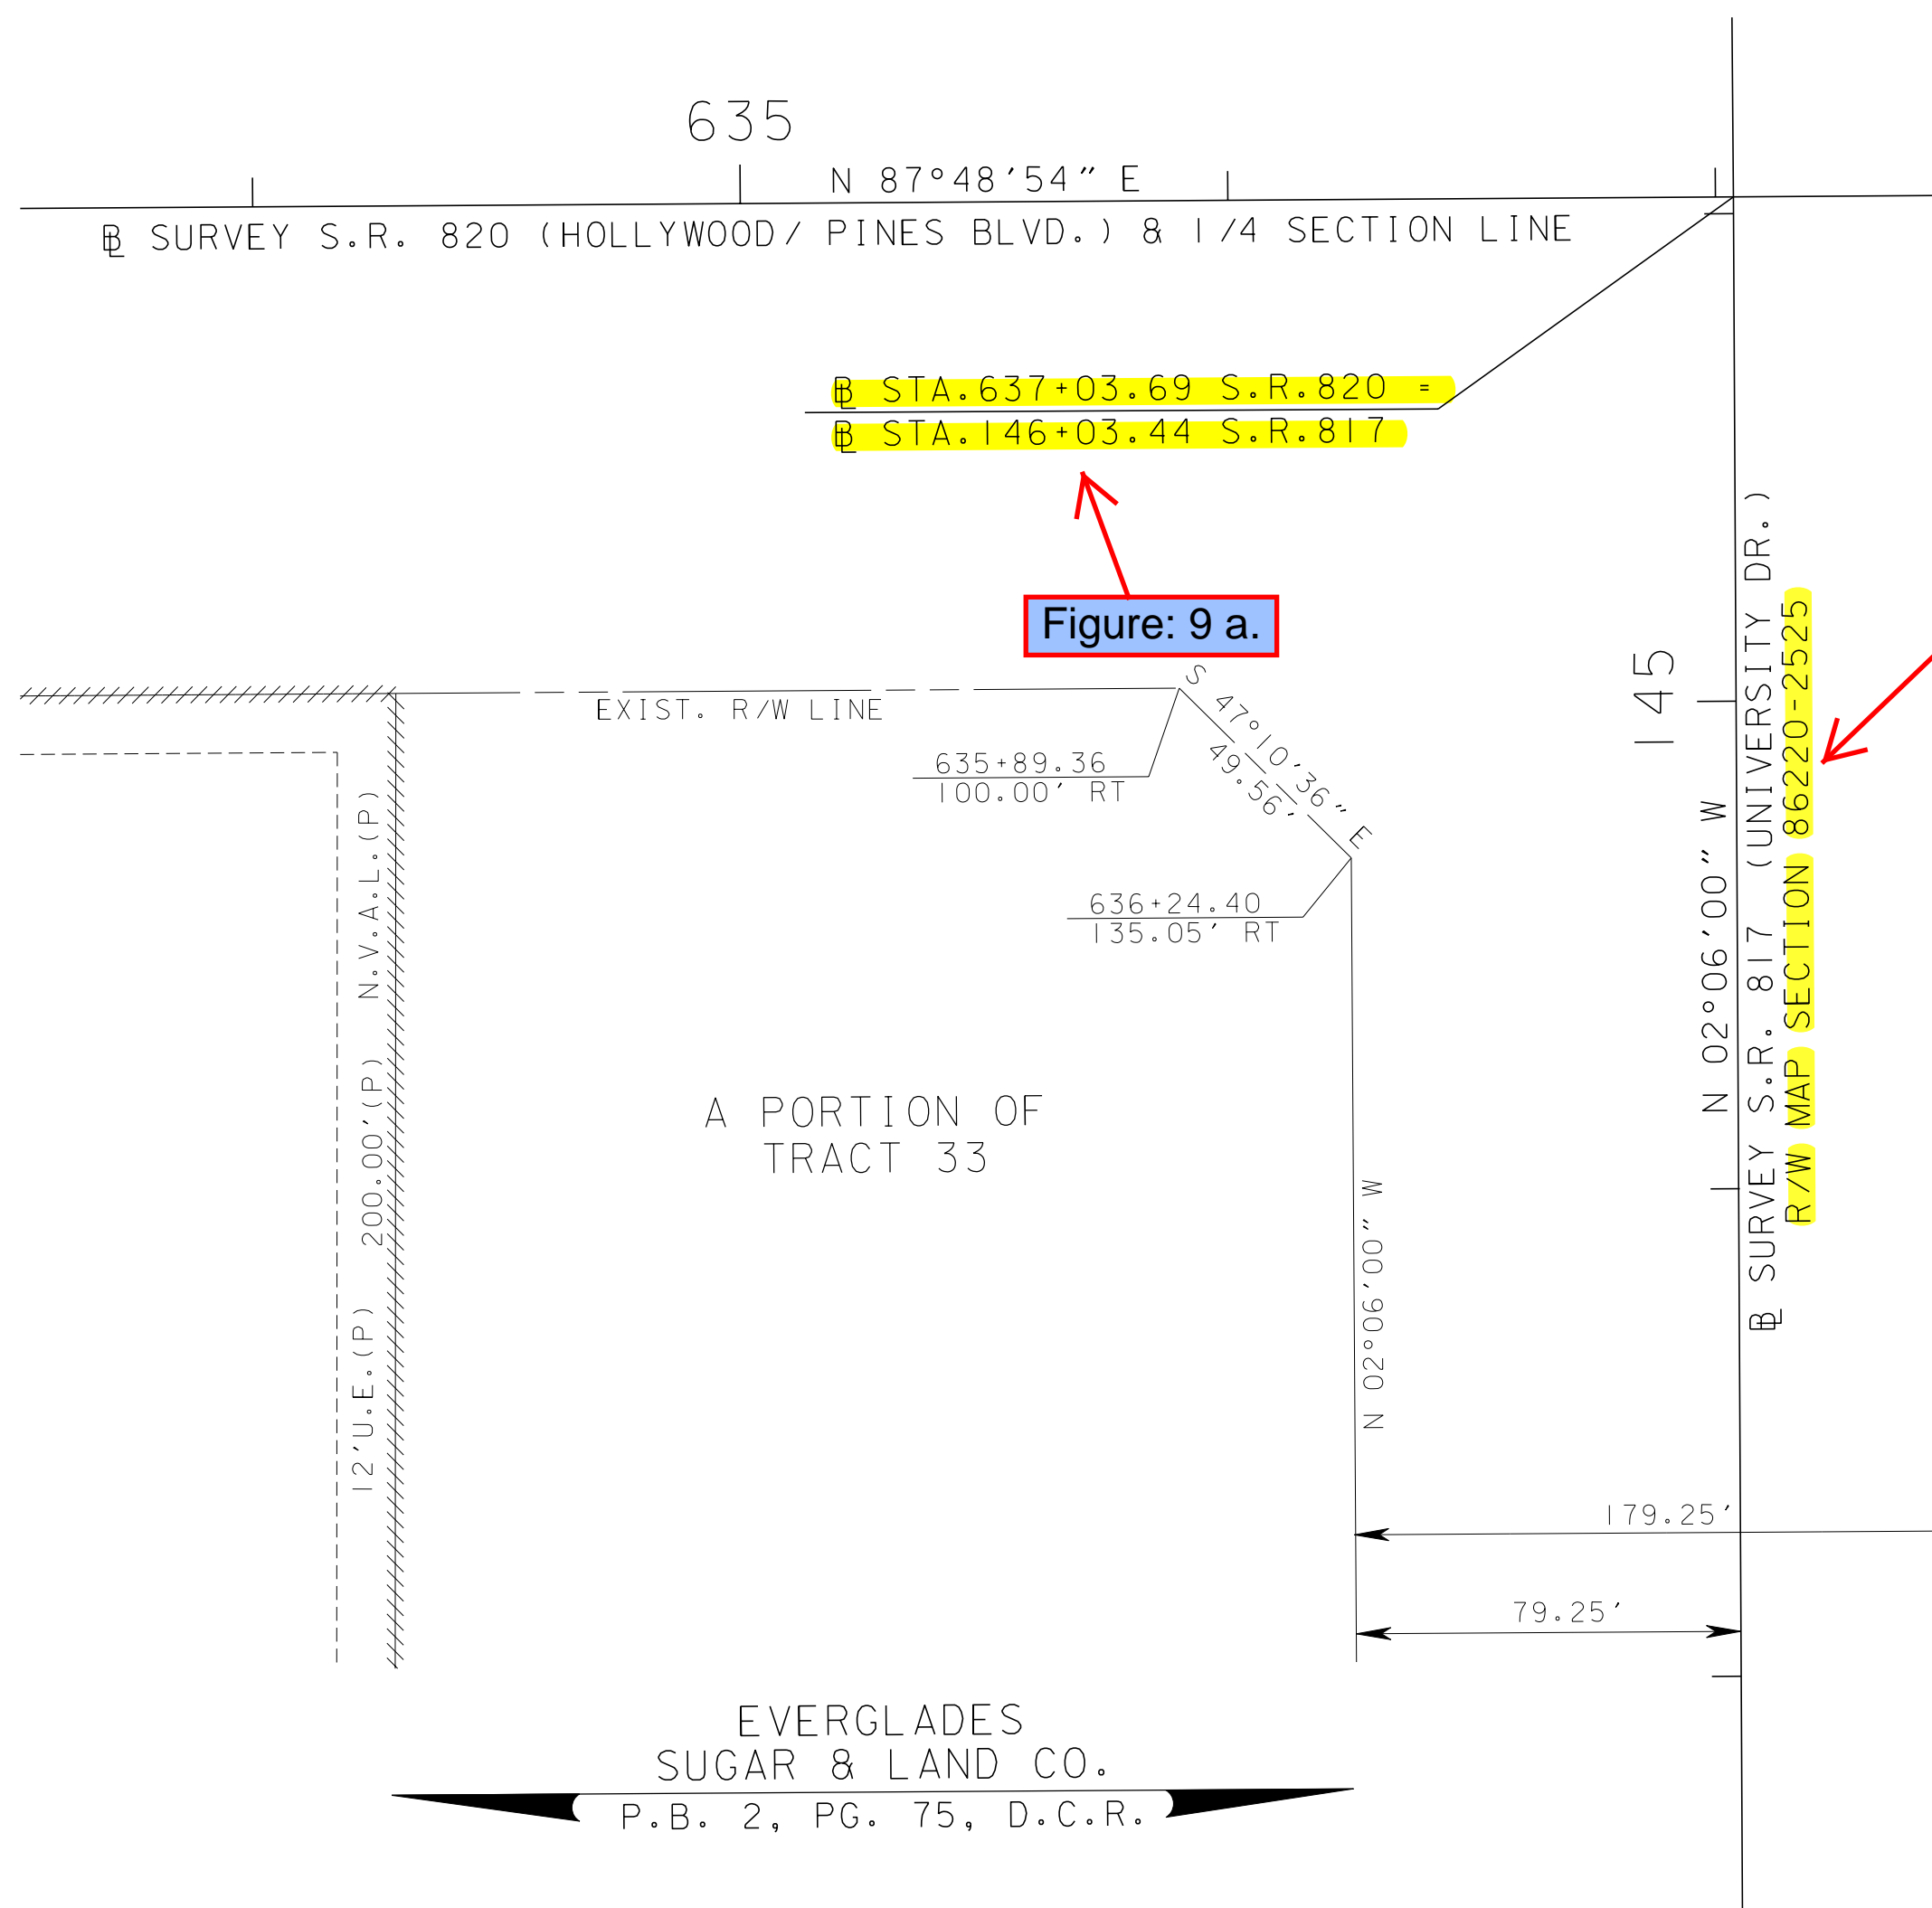 635
N 87°48'54" E
BL SURVEY S.R. 820 (HOLLYWOOD/ PINES BLVD.) & 1/4 SECTION LINE
BL STA.637+03.69 S.R.820 =
BL STA.146+03.44 S.R.817
Figure: 9 a.
EXIST. R/W LINE
S 47°10'36" E
49.56'
635+89.36
100.00' RT
636+24.40
135.05' RT
145
N 02°06'00" W
BL SURVEY S.R. 817 (UNIVERSITY DR.)
R/W MAP SECTION 86220-2525
12'U.E.(P) 200.00'(P) N.V.A.L.(P)
A PORTION OF
TRACT 33
N 02°06'00" W
179.25'
79.25'
EVERGLADES
SUGAR & LAND CO.
P.B. 2, PG. 75, D.C.R.